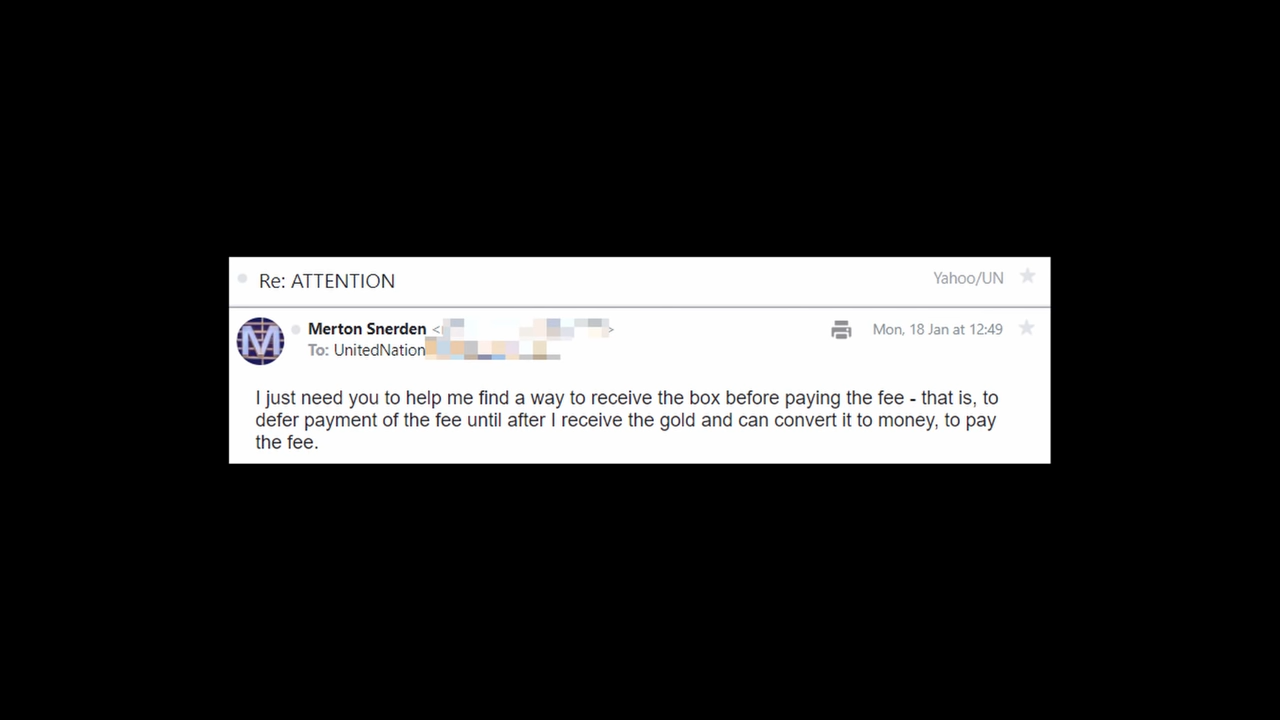 Re: ATTENTION
Yahoo/UN
M
Merton Snerden <
>
Mon, 18 Jan at 12:49
To: UnitedNation
I just need you to help me find a way to receive the box before paying the fee - that is, to
defer payment of the fee until after I receive the gold and can convert it to money, to pay
the fee.